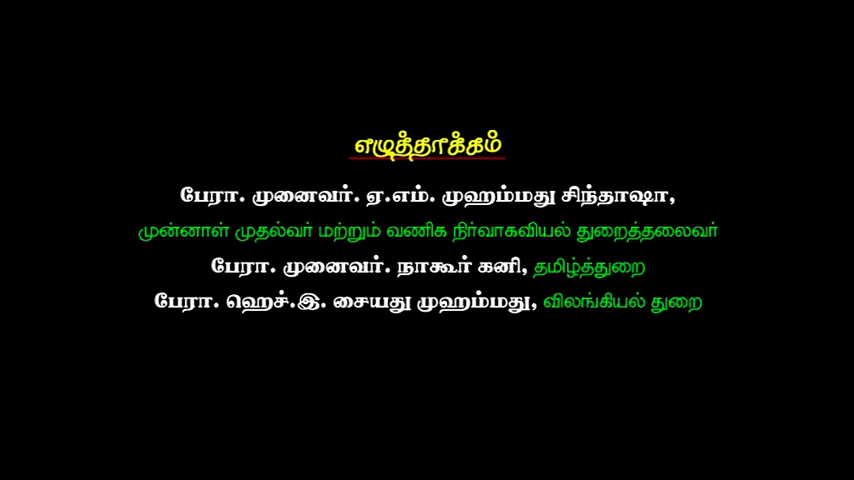 எழுத்தாக்கம்
பேரா. முனைவர். ஏ.எம். முஹம்மது சிந்தாஷா,
முன்னாள் முதல்வர் மற்றும் வணிக நிர்வாகவியல் துறைத்தலைவர்
பேரா. முனைவர். நாகூர் கனி, தமிழ்த்துறை
பேரா. ஹெச்.இ. சையது முஹம்மது, விலங்கியல் துறை